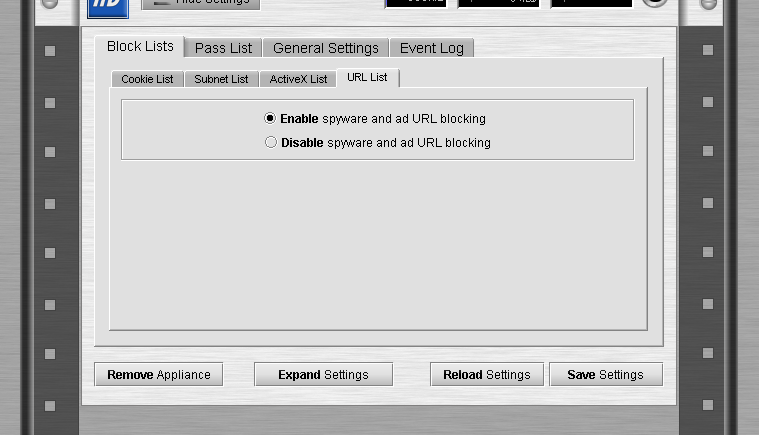 Hide Settings
Block Lists Pass List General Settings Event Log
Cookie List Subnet List ActiveX List URL List
Enable spyware and ad URL blocking
Disable spyware and ad URL blocking
Remove Appliance Expand Settings Reload Settings Save Settings